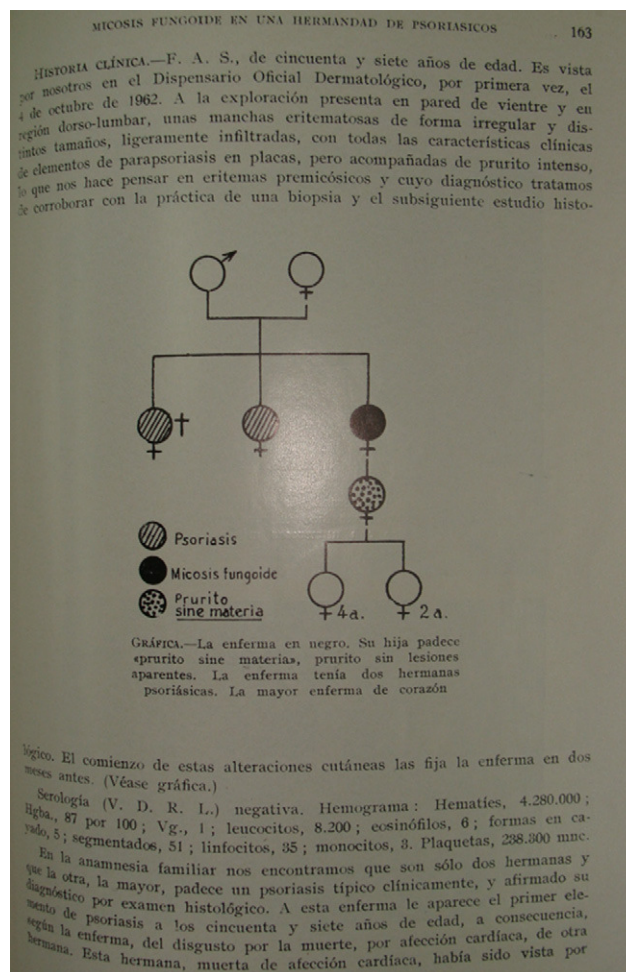 MICOSIS FUNGOIDE EN UNA HERMANDAD DE PSORIASICOS 163
HISTORIA CLÍNICA.—F. A. S., de cincuenta y siete años de edad. Es vista
por nosotros en el Dispensario Oficial Dermatológico, por primera vez, el
4 de octubre de 1962. A la exploración presenta en pared de vientre y en
región dorso-lumbar, unas manchas eritematosas de forma irregular y dis-
tintos tamaños, ligeramente infiltradas, con todas las características clínicas
de elementos de parapsoriasis en placas, pero acompañadas de prurito intenso,
lo que nos hace pensar en eritemas premicósicos y cuyo diagnóstico tratamos
de corroborar con la práctica de una biopsia y el subsiguiente estudio histo-
Psoriasis
Micosis fungoide
Prurito
sine materia
4a. 2a.
GRÁFICA.—La enferma en negro. Su hija padece
«prurito sine materia», prurito sin lesiones
aparentes. La enferma tenía dos hermanas
psoriásicas. La mayor enferma de corazón
lógico. El comienzo de estas alteraciones cutáneas las fija la enferma en dos
meses antes. (Véase gráfica.)
Serología (V. D. R. L.) negativa. Hemograma: Hematíes, 4.280.000;
Hgba., 87 por 100; Vg., 1; leucocitos, 8.200; eosinófilos, 6; formas en ca-
yado, 5; segmentados, 51; linfocitos, 35; monocitos, 3. Plaquetas, 238.300 mnc.
En la anamnesia familiar nos encontramos que son sólo dos hermanas y
que la otra, la mayor, padece un psoriasis típico clínicamente, y afirmado su
diagnóstico por examen histológico. A esta enferma le aparece el primer ele-
mento de psoriasis a los cincuenta y siete años de edad, a consecuencia,
según la enferma, del disgusto por la muerte, por afección cardíaca, de otra
hermana. Esta hermana, muerta de afección cardíaca, había sido vista por